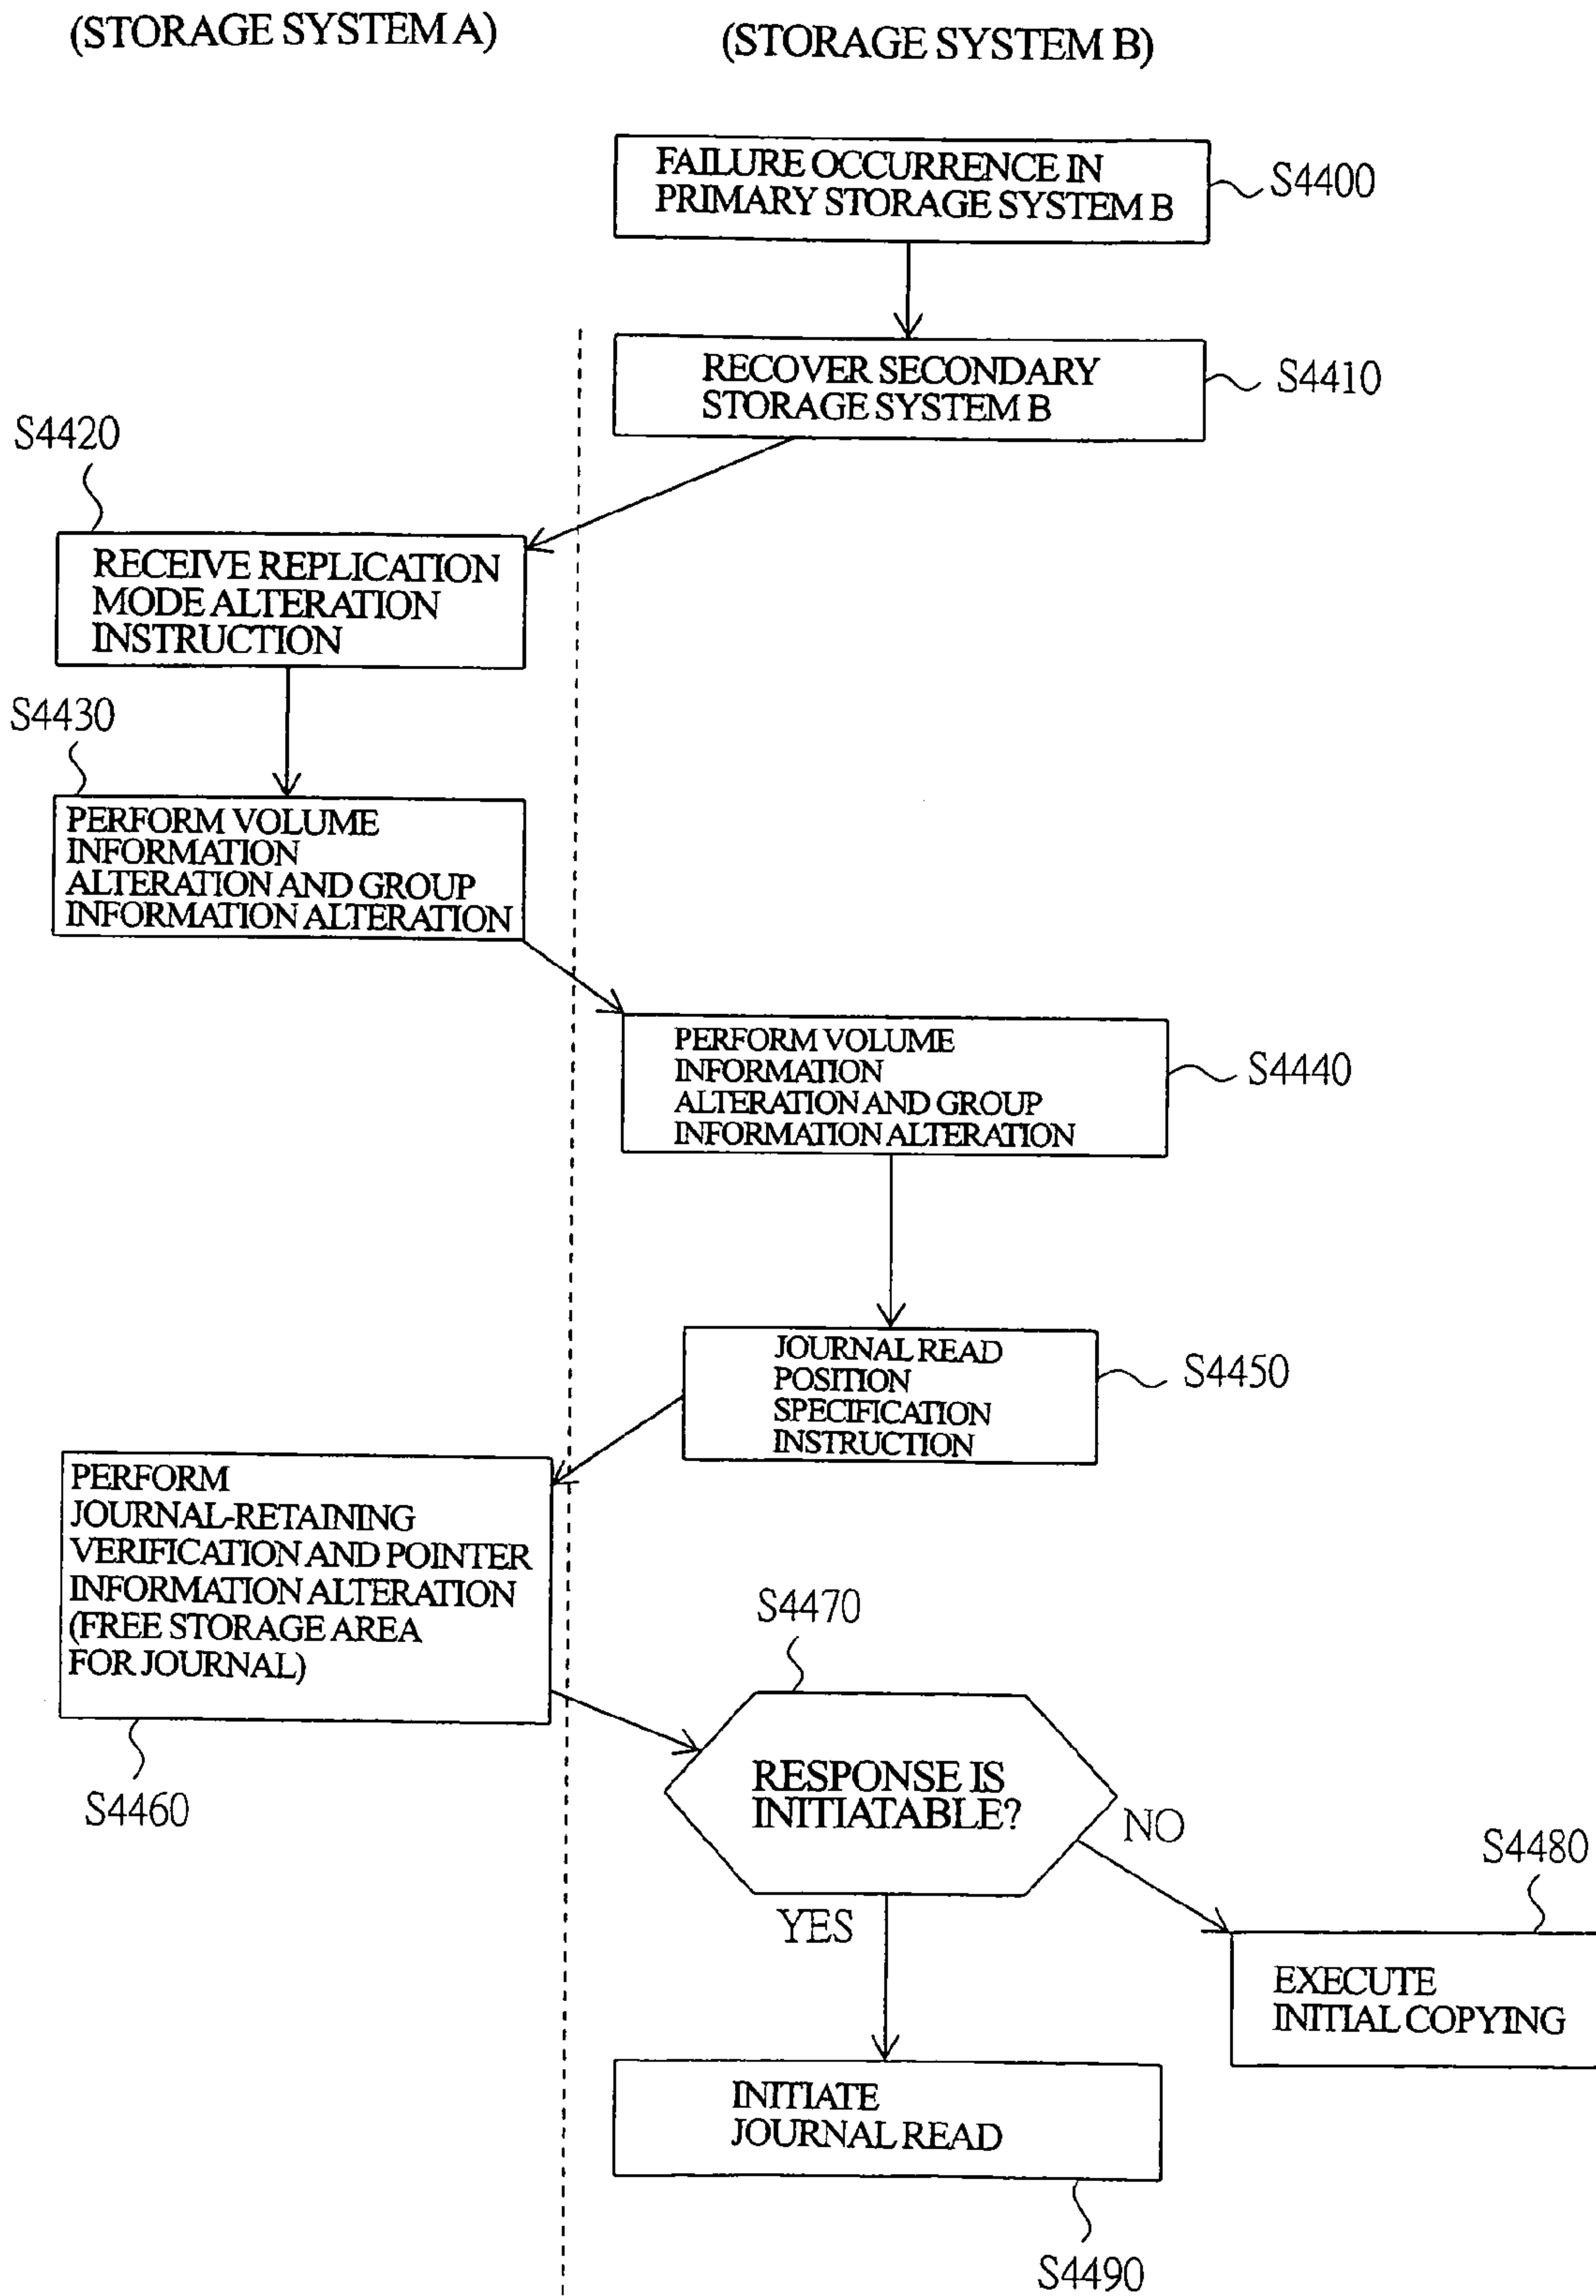 (STORAGE SYSTEM A)
(STORAGE SYSTEM B)
FAILURE OCCURRENCE IN
PRIMARY STORAGE SYSTEM B
S4400
RECOVER SECONDARY
STORAGE SYSTEM B
S4410
S4420
RECEIVE REPLICATION
MODE ALTERATION
INSTRUCTION
S4430
PERFORM VOLUME
INFORMATION
ALTERATION AND GROUP
INFORMATION ALTERATION
PERFORM VOLUME
INFORMATION
ALTERATION AND GROUP
INFORMATION ALTERATION
S4440
JOURNAL READ
POSITION
SPECIFICATION
INSTRUCTION
S4450
PERFORM
JOURNAL-RETAINING
VERIFICATION AND POINTER
INFORMATION ALTERATION
(FREE STORAGE AREA
FOR JOURNAL)
S4460
S4470
RESPONSE IS
INITIATABLE?
NO
YES
S4480
EXECUTE
INITIAL COPYING
INITIATE
JOURNAL READ
S4490